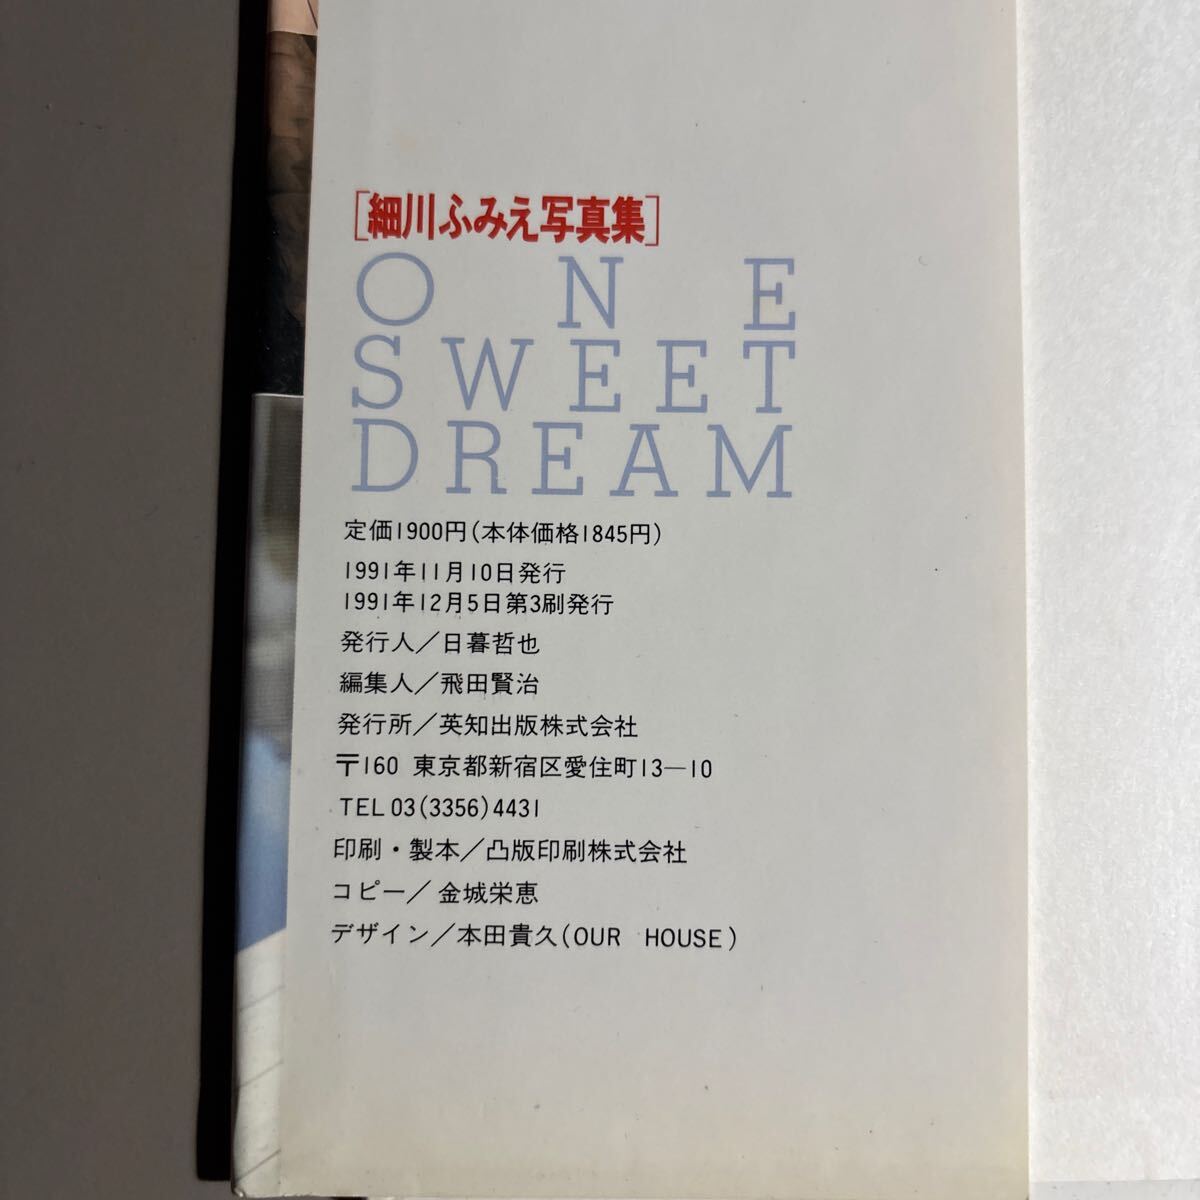 [細川ふみえ写真集]
ONE
SWEET
DREAM
定価1900円(本体価格1845円)
1991年11月10日発行
1991年12月5日第3刷発行
発行人／日暮哲也
編集人／飛田賢治
発行所／英知出版株式会社
〒160 東京都新宿区愛住町13―10
TEL 03(3356)4431
印刷・製本／凸版印刷株式会社
コピー／金城栄恵
デザイン／本田貴久(OUR HOUSE)